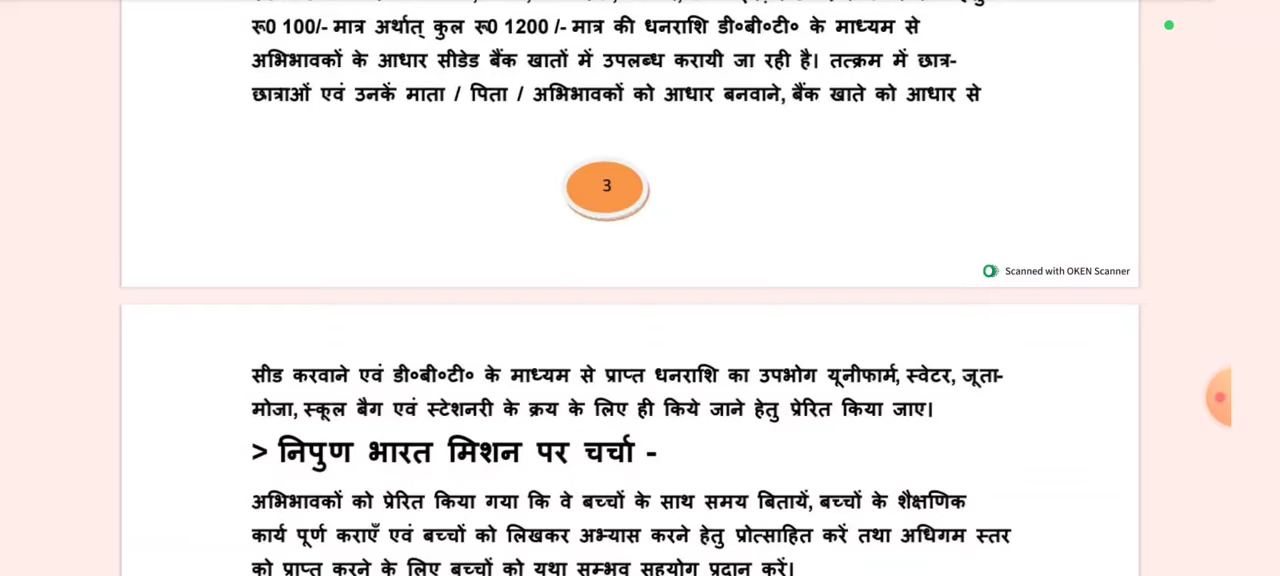 रू0 100/- मात्र अर्थात् कुल रू0 1200 /- मात्र की धनराशि डी०बी०टी० के माध्यम से
अभिभावकों के आधार सीडेड बैंक खातों में उपलब्ध करायी जा रही है। तत्क्रम में छात्र-
छात्राओं एवं उनकें माता / पिता / अभिभावकों को आधार बनवाने, बैंक खाते को आधार से
3
Scanned with OKEN Scanner
सीड करवाने एवं डी०बी०टी० के माध्यम से प्राप्त धनराशि का उपभोग यूनीफार्म, स्वेटर, जूता-
मोजा, स्कूल बैग एवं स्टेशनरी के क्रय के लिए ही किये जाने हेतु प्रेरित किया जाए।
> निपुण भारत मिशन पर चर्चा -
अभिभावकों को प्रेरित किया गया कि वे बच्चों के साथ समय बितायें, बच्चों के शैक्षणिक
कार्य पूर्ण कराएँ एवं बच्चों को लिखकर अभ्यास करने हेतु प्रोत्साहित करें तथा अधिगम स्तर
को प्राप्त करने के लिए बच्चों को यथा सम्भव सहयोग प्रदान करें।